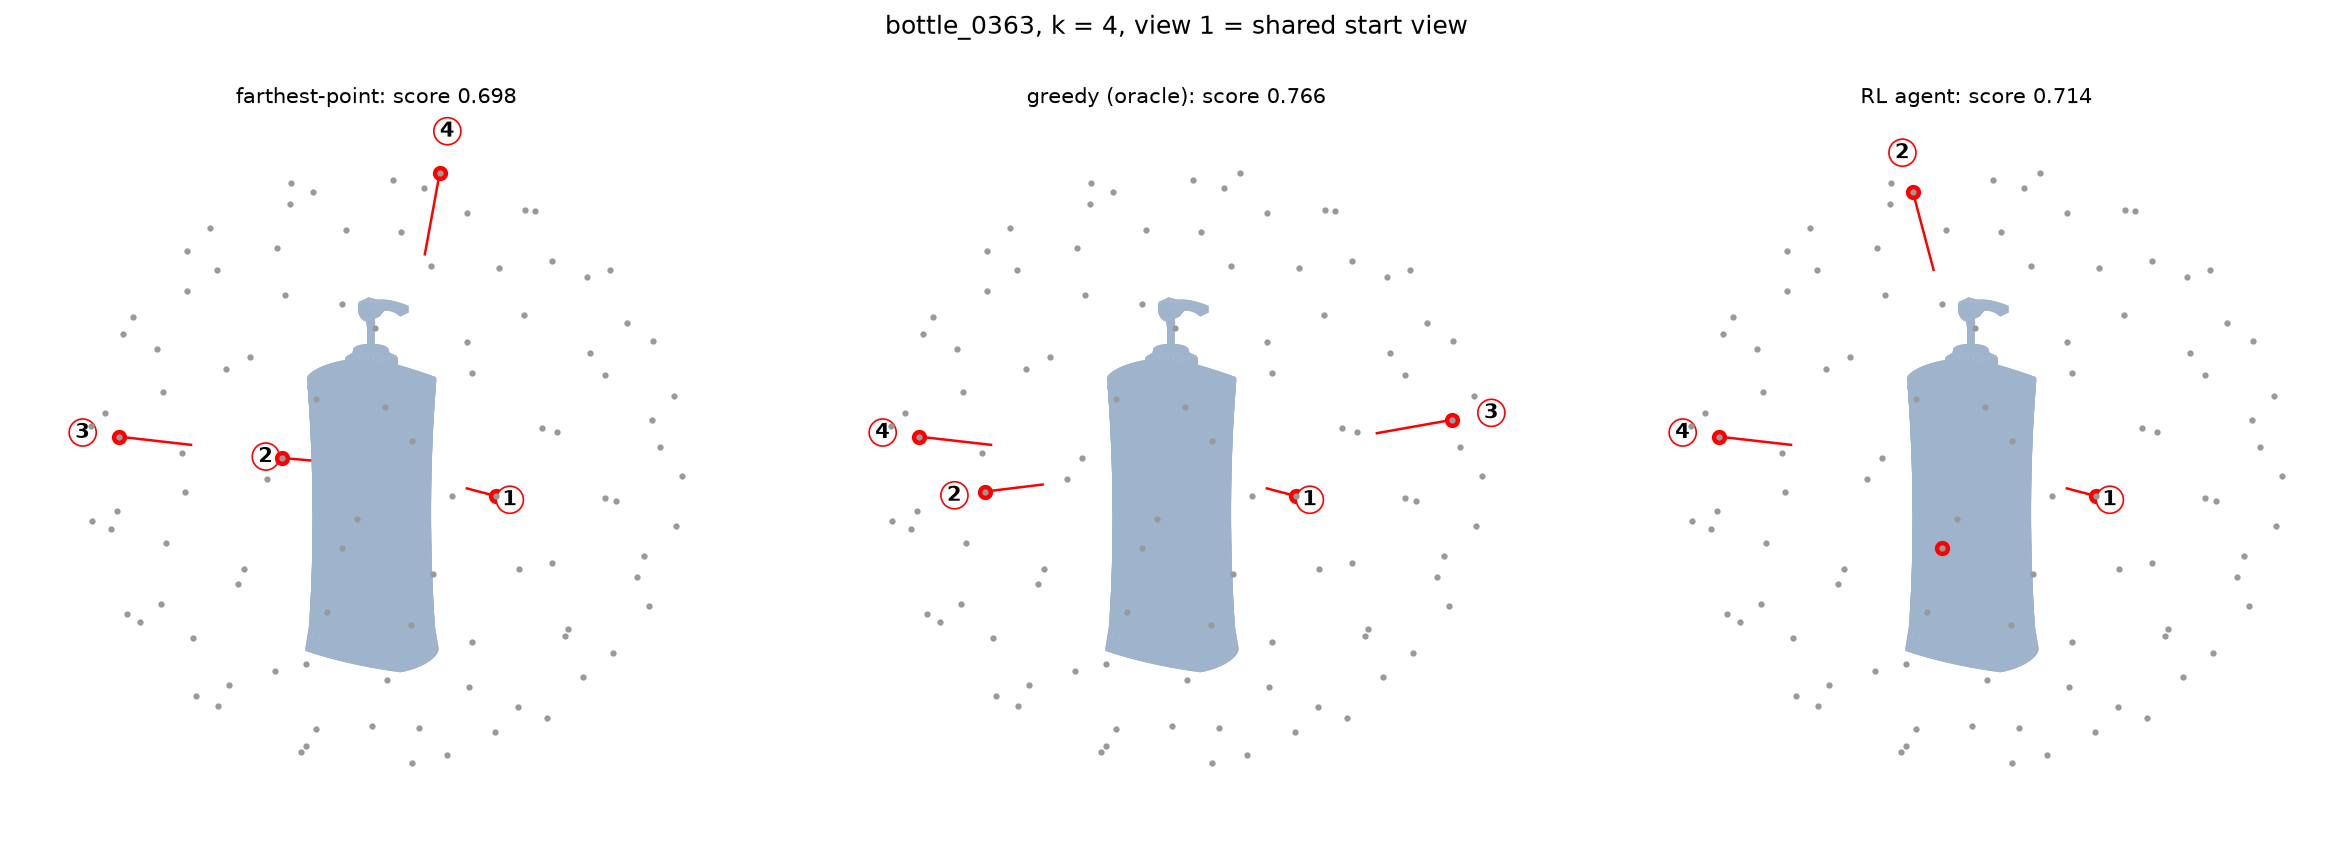 bottle_0363, k = 4, view 1 = shared start view
farthest-point: score 0.698
4
3
2
1
greedy (oracle): score 0.766
3
4
2
1
RL agent: score 0.714
2
4
1